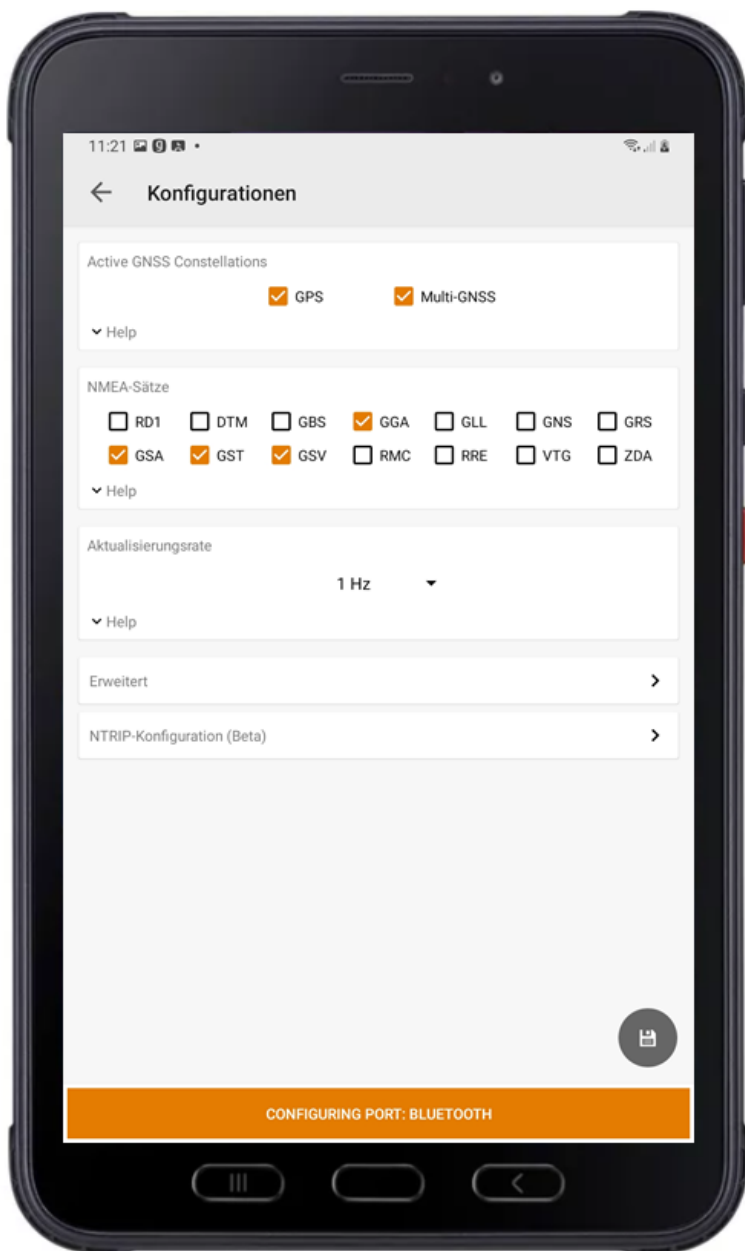 11:21
Konfigurationen
Active GNSS Constellations
GPS Multi-GNSS
Help
NMEA-Sätze
RD1 DTM GBS GGA GLL GNS GRS
GSA GST GSV RMC RRE VTG ZDA
Help
Aktualisierungsrate
1 Hz
Help
Erweitert
NTRIP-Konfiguration (Beta)
CONFIGURING PORT: BLUETOOTH